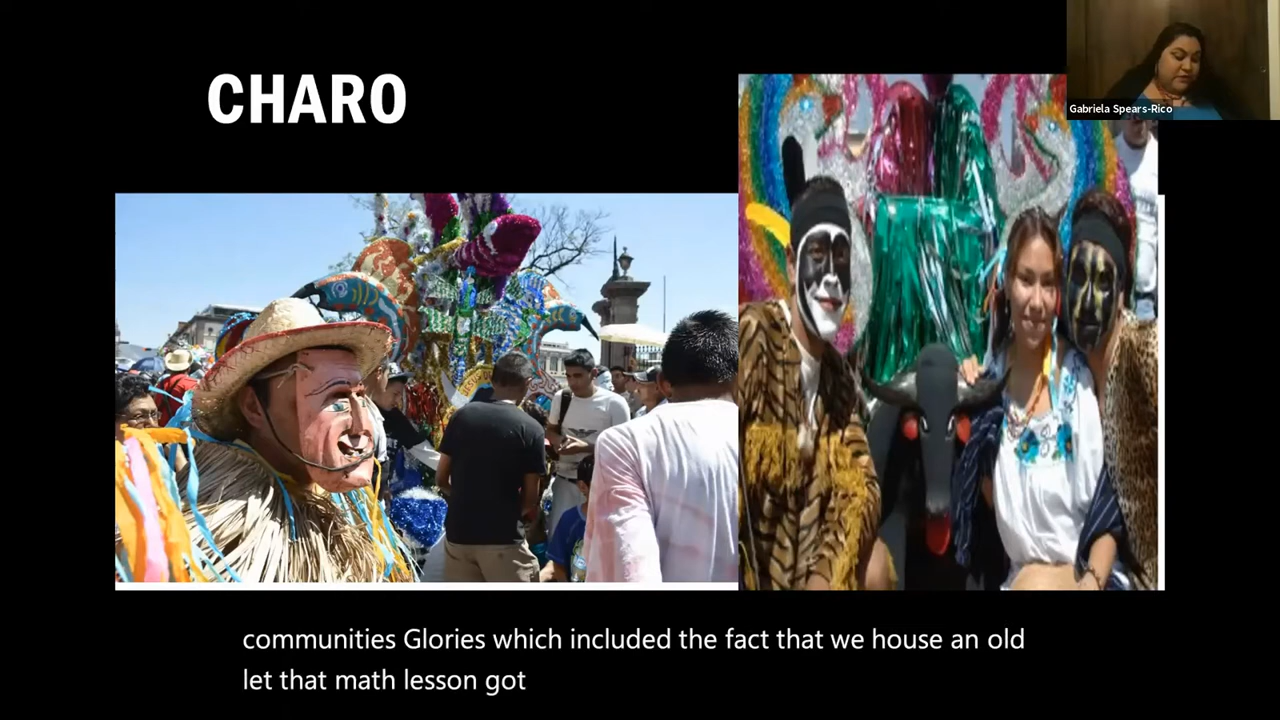 CHARO
Gabriela Spears-Rico
communities Glories which included the fact that we house an old
let that math lesson got